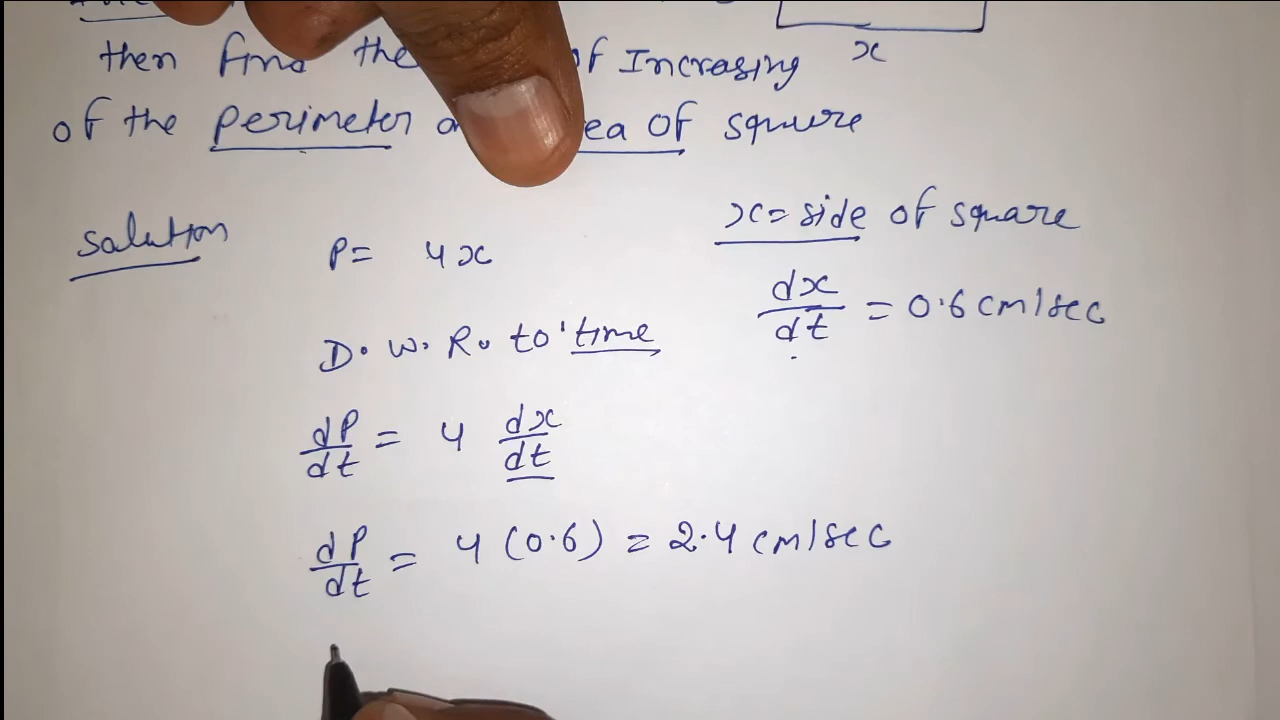 x
then find the of Increasing
of the perimeter ea of square
Solution
x = side of square
P = 4x
dx/dt = 0.6 cm/sec
D. W. R. to time
dP/dt = 4 dx/dt
dP/dt = 4 (0.6) = 2.4 cm/sec